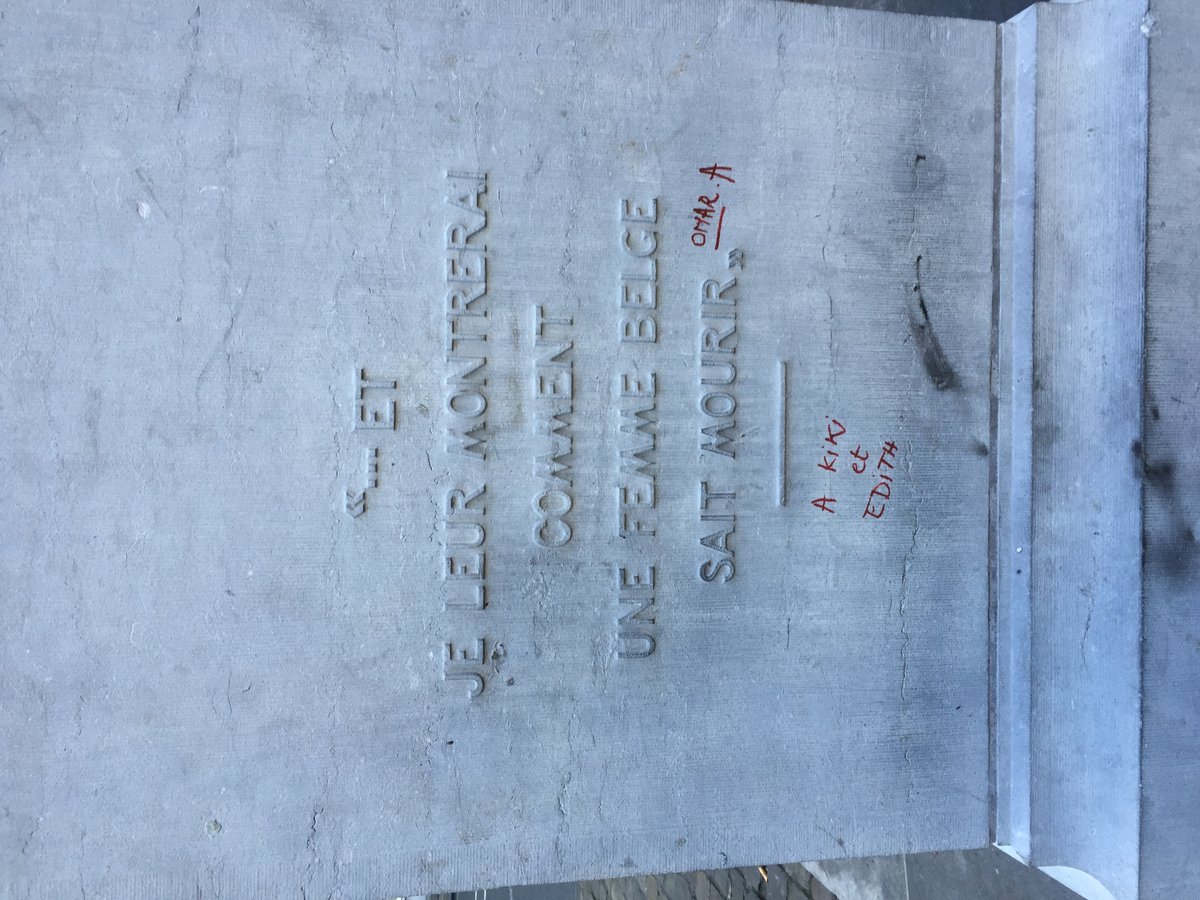 «... ET
JE LEUR MONTRERAI
COMMENT
UNE FEMME BELGE
SAIT MOURIR.»
OMAR.A
A KiKi
et
EDiTH